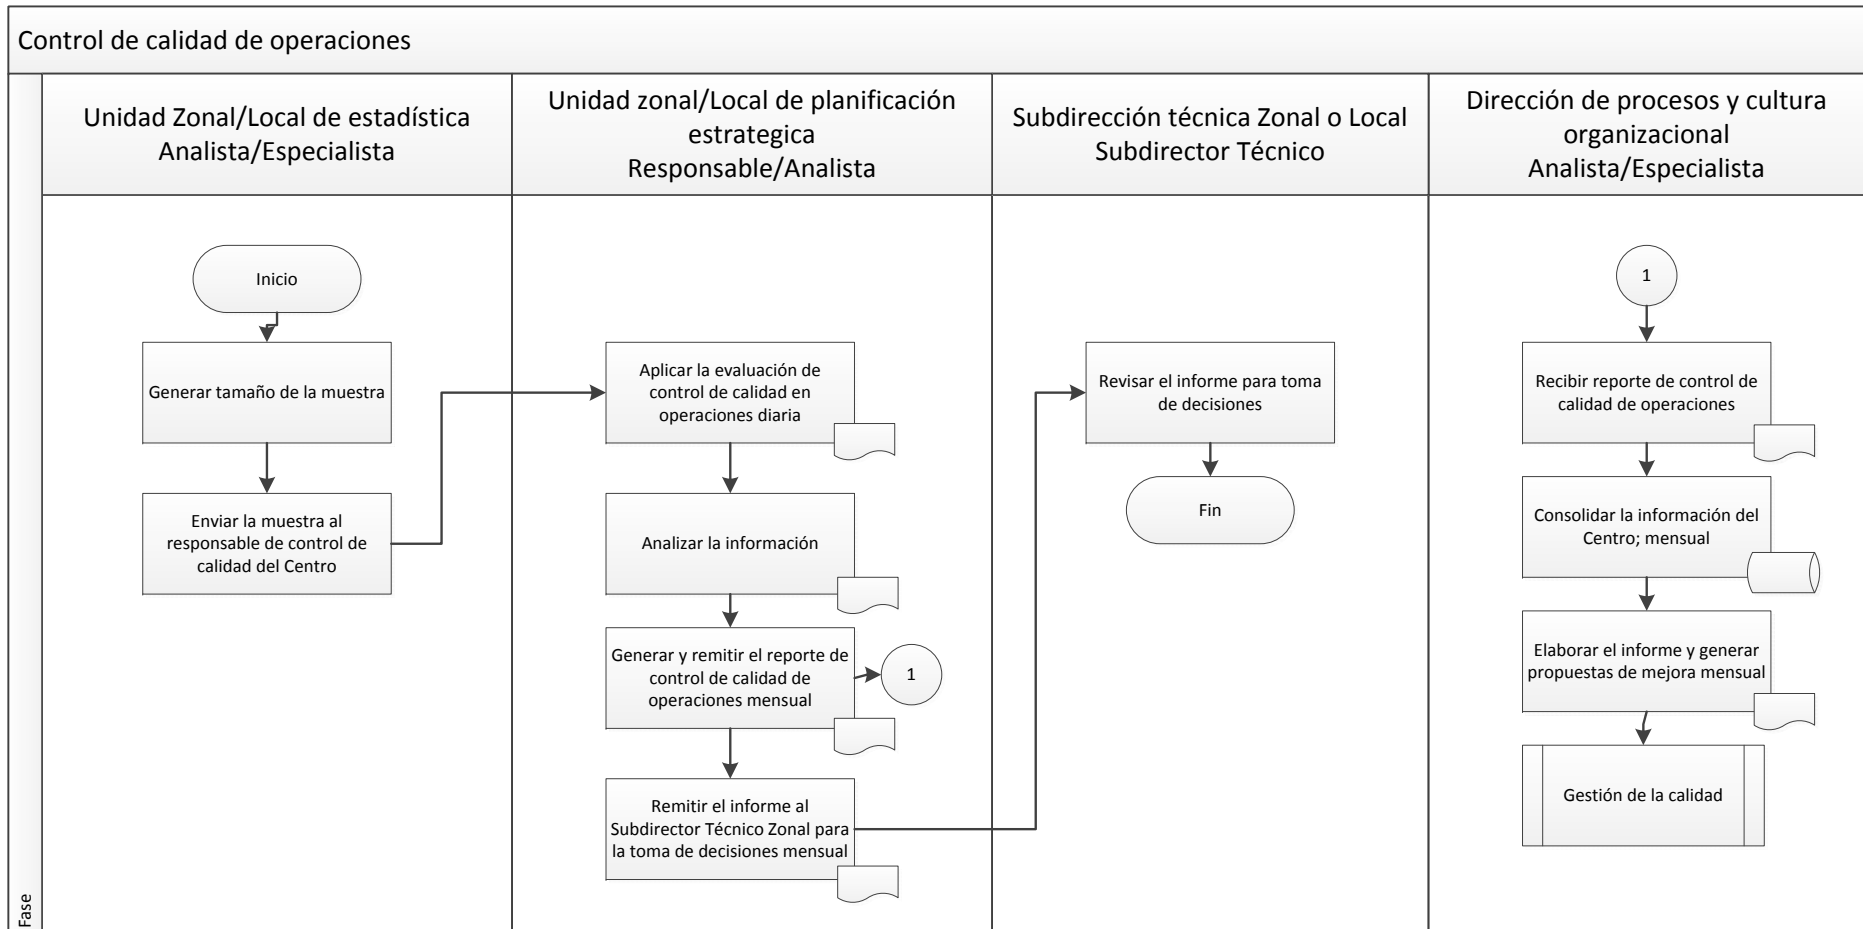 Control de calidad de operaciones
Fase
Unidad Zonal/Local de estadística
Analista/Especialista
Unidad zonal/Local de planificación
estrategica
Responsable/Analista
Subdirección técnica Zonal o Local
Subdirector Técnico
Dirección de procesos y cultura
organizacional
Analista/Especialista
Inicio
Generar tamaño de la muestra
Enviar la muestra al
responsable de control de
calidad del Centro
Aplicar la evaluación de
control de calidad en
operaciones diaria
Analizar la información
Generar y remitir el reporte de
control de calidad de
operaciones mensual
1
Remitir el informe al
Subdirector Técnico Zonal para
la toma de decisiones mensual
Revisar el informe para toma
de decisiones
Fin
1
Recibir reporte de control de
calidad de operaciones
Consolidar la información del
Centro; mensual
Elaborar el informe y generar
propuestas de mejora mensual
Gestión de la calidad